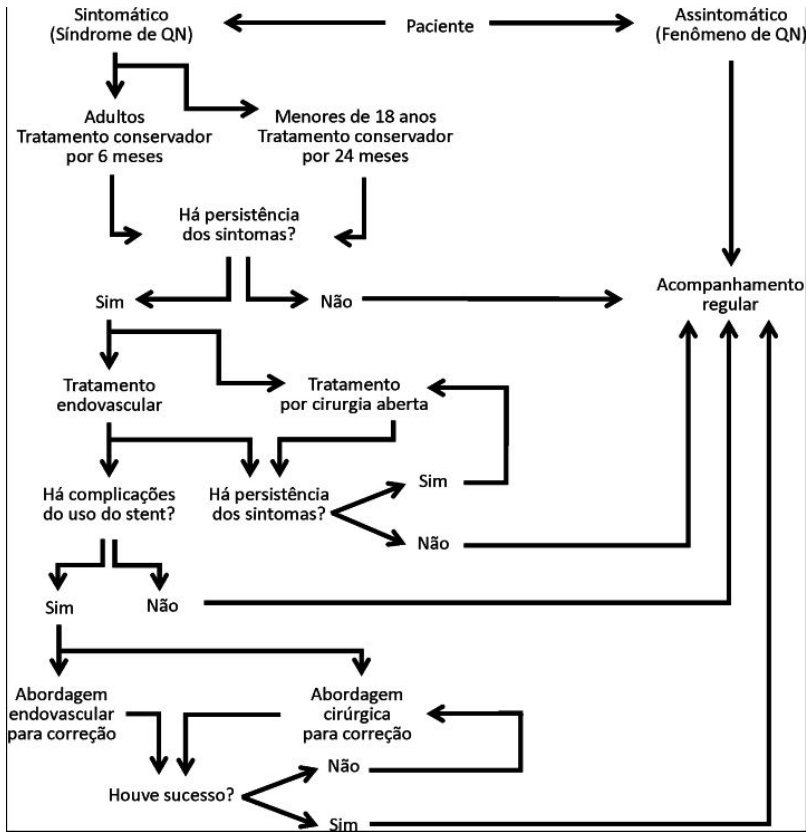 Sintomático
(Síndrome de QN)
Paciente
Assintomático
(Fenômeno de QN)
Adultos
Tratamento conservador
por 6 meses
Menores de 18 anos
Tratamento conservador
por 24 meses
Há persistência
dos sintomas?
Sim
Não
Acompanhamento
regular
Tratamento
endovascular
Tratamento
por cirurgia aberta
Há complicações
do uso do stent?
Há persistência
dos sintomas?
Sim
Não
Sim
Não
Abordagem
endovascular
para correção
Abordagem
cirúrgica
para correção
Houve sucesso?
Não
Sim